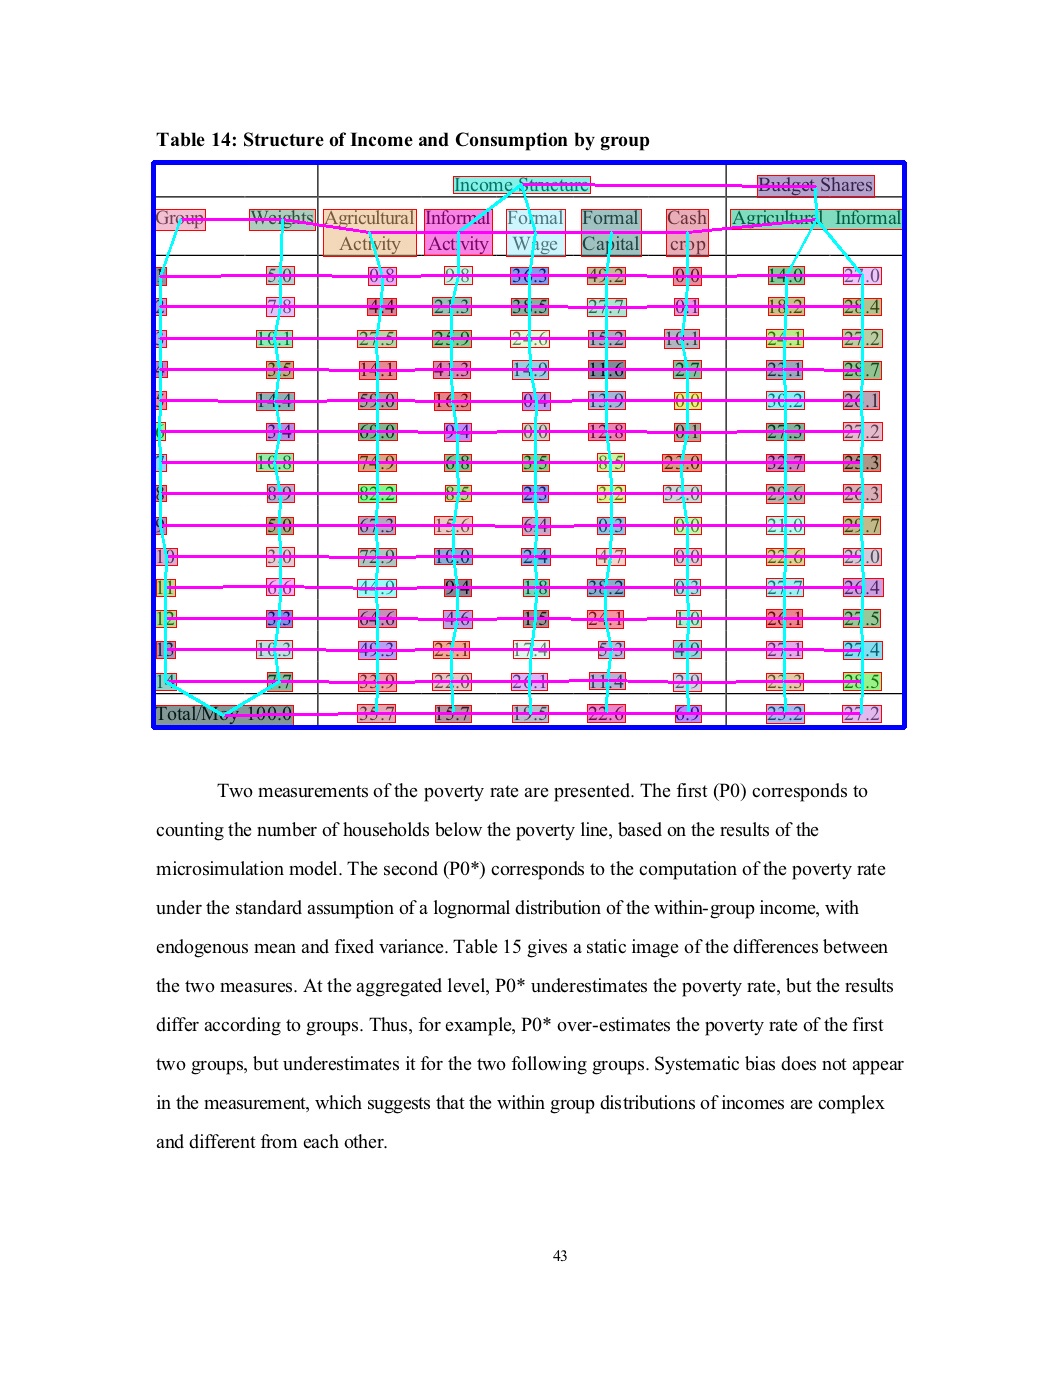 Table 14: Structure of Income and Consumption by group
Income Structure Budget Shares
Group Weights Agricultural Informal Formal Formal Cash Agricultural Informal
Activity Activity Wage Capital crop
1 5.0 0.8 9.8 49.2 0.0 14.0 27.0
2 7.8 4.4 21.3 38.5 27.7 0.1 18.2 28.4
3 10.1 27.5 25.9 15.2 10.1 24.1 27.2
4 3.5 14.1 41.3 14.9 11.6 2.7 23.1 28.7
5 14.4 59.0 16.3 0.4 13.9 0.0 30.2 26.1
6 3.4 69.0 9.4 0.0 12.8 0.1 27.3 27.2
7 10.8 74.9 6.8 3.5 8.5 32.7 25.3
8 8.9 82.2 8.5 2.3 3.2 29.6 26.3
9 5.0 67.3 15.6 6.4 0.3 0.0 21.0 29.7
10 3.0 72.9 10.0 2.4 4.7 0.0 22.6 29.0
11 6.6 44.9 9.4 1.8 38.2 0.3 27.7 26.4
12 3.3 64.6 4.6 1.5 24.1 1.0 26.1 27.5
13 10.3 49.3 23.1 17.4 5.3 4.9 27.1 27.4
14 7.7 33.9 22.0 26.1 11.4 2.9 23.3 28.5
Total/Moy 100.0 35.7 15.7 19.5 22.6 6.9 23.2 27.2
Two measurements of the poverty rate are presented. The first (P0) corresponds to
counting the number of households below the poverty line, based on the results of the
microsimulation model. The second (P0*) corresponds to the computation of the poverty rate
under the standard assumption of a lognormal distribution of the within-group income, with
endogenous mean and fixed variance. Table 15 gives a static image of the differences between
the two measures. At the aggregated level, P0* underestimates the poverty rate, but the results
differ according to groups. Thus, for example, P0* over-estimates the poverty rate of the first
two groups, but underestimates it for the two following groups. Systematic bias does not appear
in the measurement, which suggests that the within group distributions of incomes are complex
and different from each other.
43